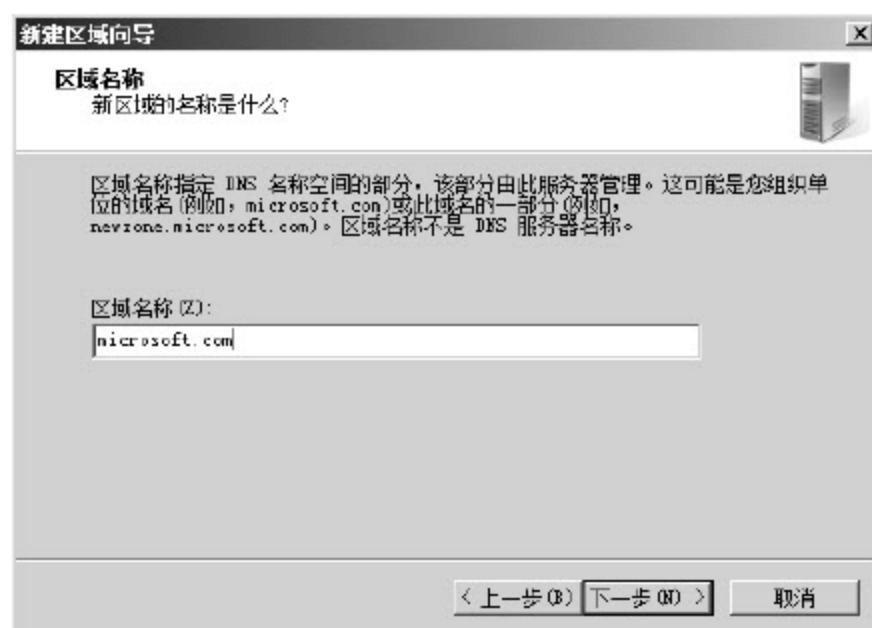 新建区域向导
区域名称
新区域的名称是什么?
区域名称指定 DNS 名称空间的部分，该部分由此服务器管理。这可能是您组织单
位的域名(例如，microsoft.com)或此域名的一部分(例如，
newzone.microsoft.com)。区域名称不是 DNS 服务器名称。
区域名称(Z):
microsoft.com
< 上一步(B) 下一步(N) > 取消